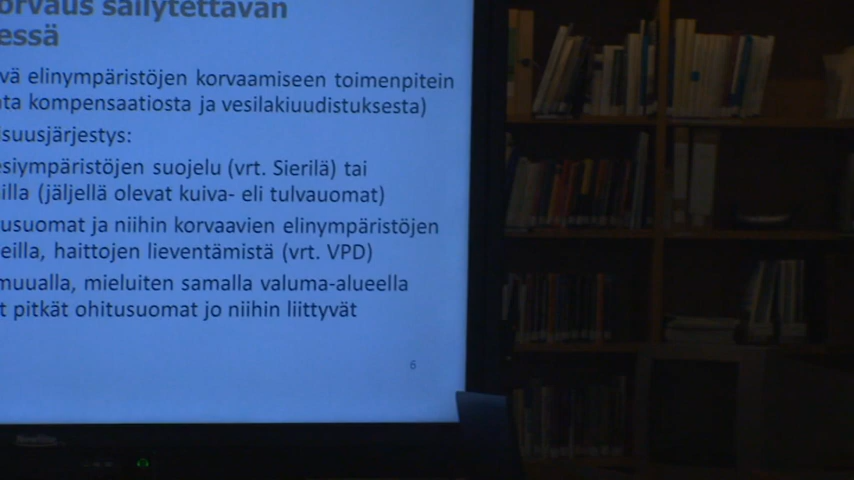 orvaus säilytettävän
essä
vä elinympäristöjen korvaamiseen toimenpitein
ta kompensaatiosta ja vesilakiuudistuksesta)
isuusjärjestys:
esiympäristöjen suojelu (vrt. Sierilä) tai
illa (jäljellä olevat kuiva- eli tulvauomat)
usuomat ja niihin korvaavien elinympäristöjen
eilla, haittojen lieventämistä (vrt. VPD)
muualla, mieluiten samalla valuma-alueella
t pitkät ohitusuomat jo niihin liittyvät
6